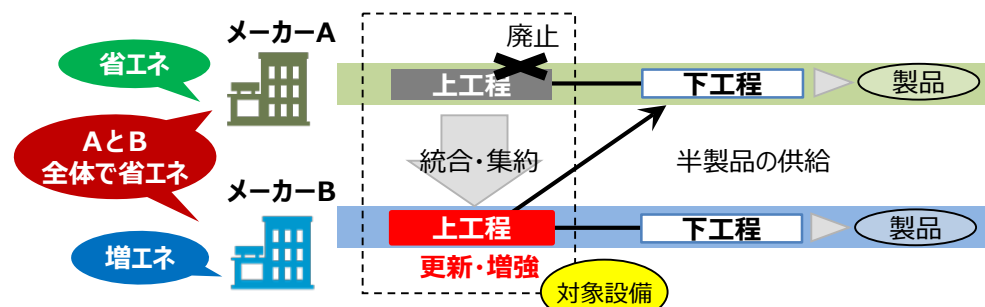 メーカーA
廃止
省エネ
上工程
下工程
製品
AとB
全体で省エネ
統合・集約
半製品の供給
メーカーB
上工程
下工程
製品
増エネ
更新・増強
対象設備